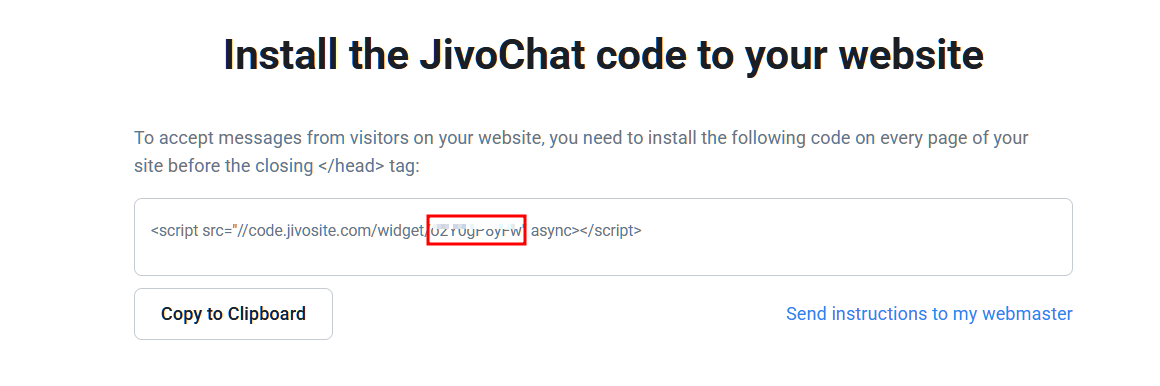 Install the JivoChat code to your website
To accept messages from visitors on your website, you need to install the following code on every page of your
site before the closing </head> tag:
<script src="//code.jivosite.com/widget/ async></script>
Copy to Clipboard
Send instructions to my webmaster